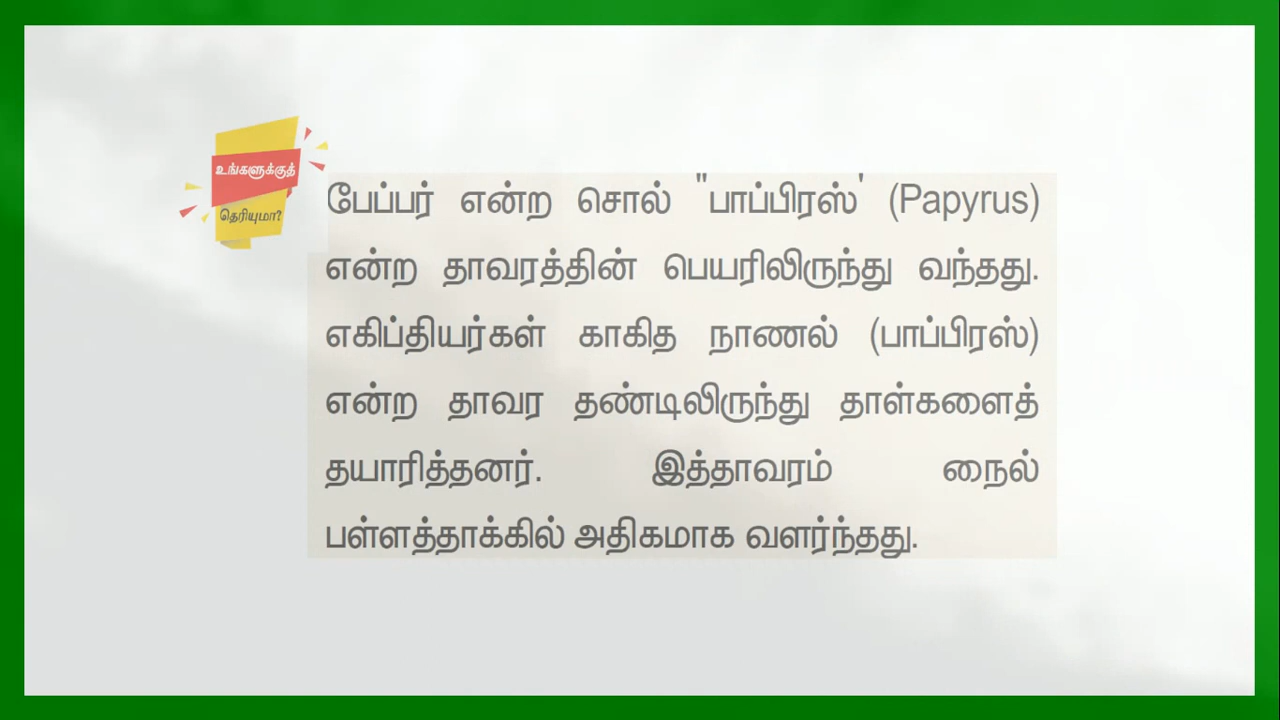 உங்களுக்குத்
தெரியுமா?
பேப்பர் என்ற சொல் "பாப்பிரஸ்' (Papyrus)
என்ற தாவரத்தின் பெயரிலிருந்து வந்தது.
எகிப்தியர்கள் காகித நாணல் (பாப்பிரஸ்)
என்ற தாவர தண்டிலிருந்து தாள்களைத்
தயாரித்தனர். இத்தாவரம் நைல்
பள்ளத்தாக்கில் அதிகமாக வளர்ந்தது.